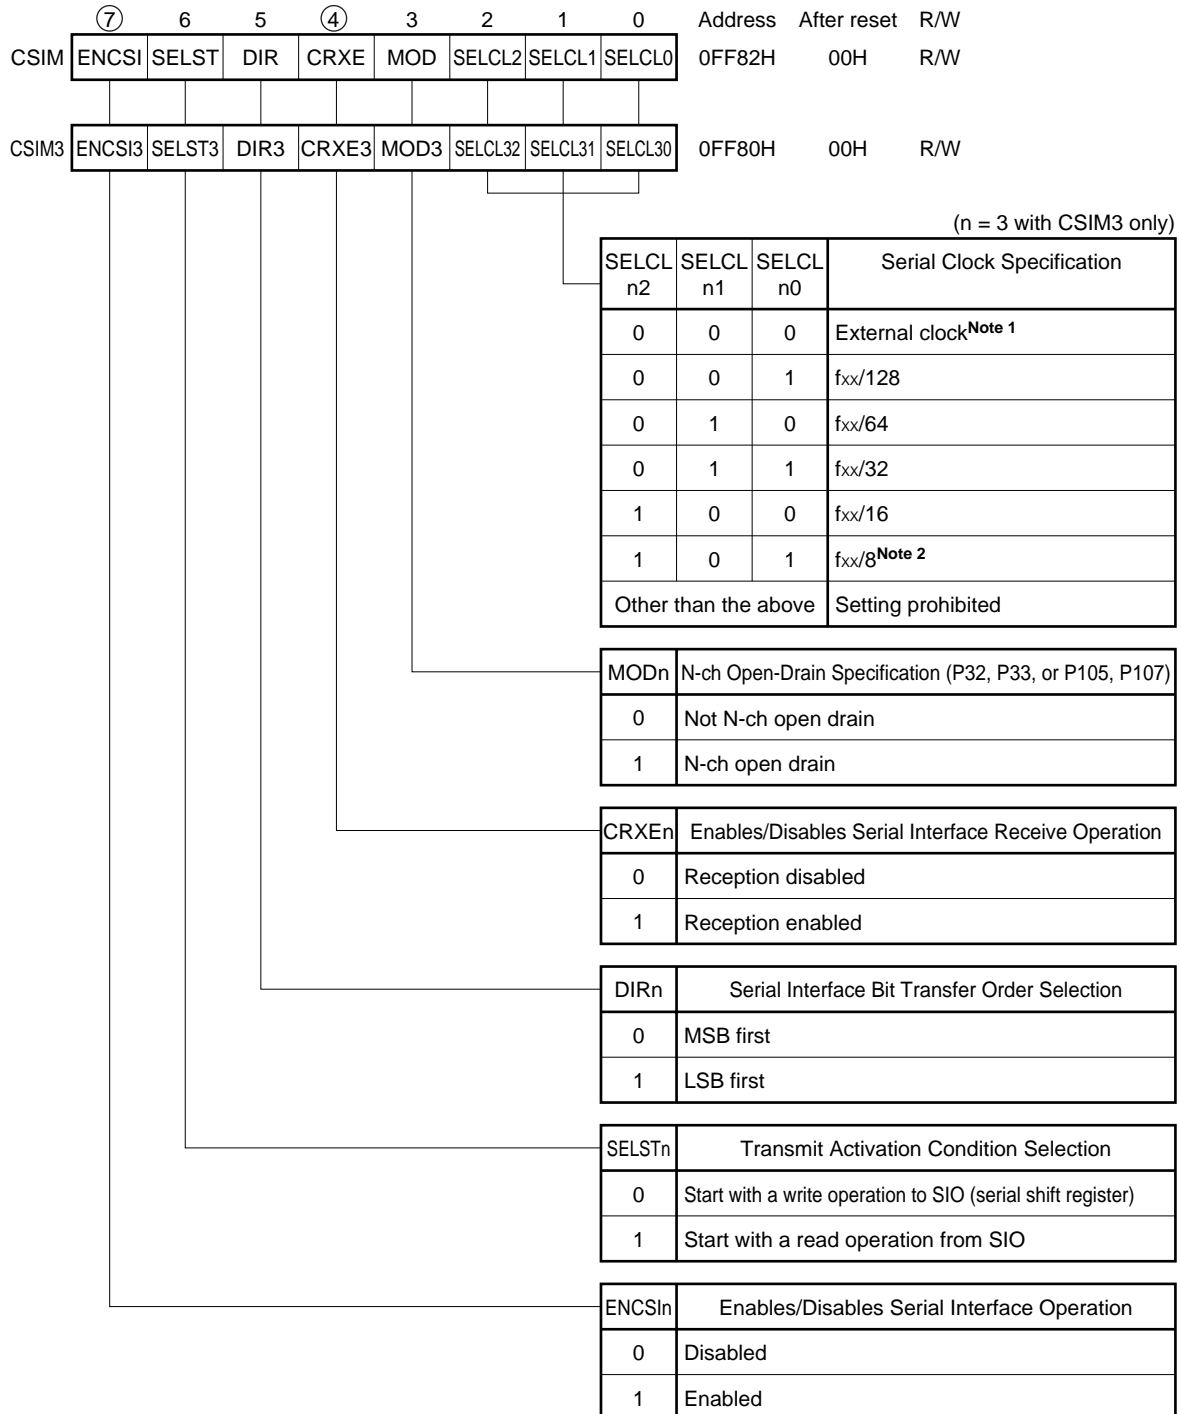 ⑦ 6 5 ④ 3 2 1 0 Address After reset R/W
CSIM ENCSI SELST DIR CRXE MOD SELCL2 SELCL1 SELCL0 0FF82H 00H R/W
CSIM3 ENCSI3 SELST3 DIR3 CRXE3 MOD3 SELCL32 SELCL31 SELCL30 0FF80H 00H R/W
(n = 3 with CSIM3 only)
SELCL SELCL SELCL Serial Clock Specification
n2 n1 n0
0 0 0 External clock Note 1
0 0 1 fxx/128
0 1 0 fxx/64
0 1 1 fxx/32
1 0 0 fxx/16
1 0 1 fxx/8 Note 2
Other than the above Setting prohibited
MODn N-ch Open-Drain Specification (P32, P33, or P105, P107)
0 Not N-ch open drain
1 N-ch open drain
CRXEn Enables/Disables Serial Interface Receive Operation
0 Reception disabled
1 Reception enabled
DIRn Serial Interface Bit Transfer Order Selection
0 MSB first
1 LSB first
SELSTn Transmit Activation Condition Selection
0 Start with a write operation to SIO (serial shift register)
1 Start with a read operation from SIO
ENCSIn Enables/Disables Serial Interface Operation
0 Disabled
1 Enabled